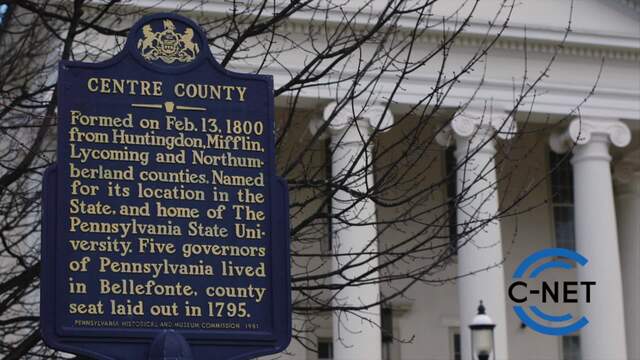 CENTRE COUNTY
Formed on Feb. 13, 1800
from Huntingdon, Mifflin,
Lycoming and Northum-
berland counties. Named
for its location in the
State, and home of The
Pennsylvania State Uni-
versity. Five governors
of Pennsylvania lived
in Bellefonte, county
seat laid out in 1795.
PENNSYLVANIA HISTORICAL AND MUSEUM COMMISSION 1981
C-NET